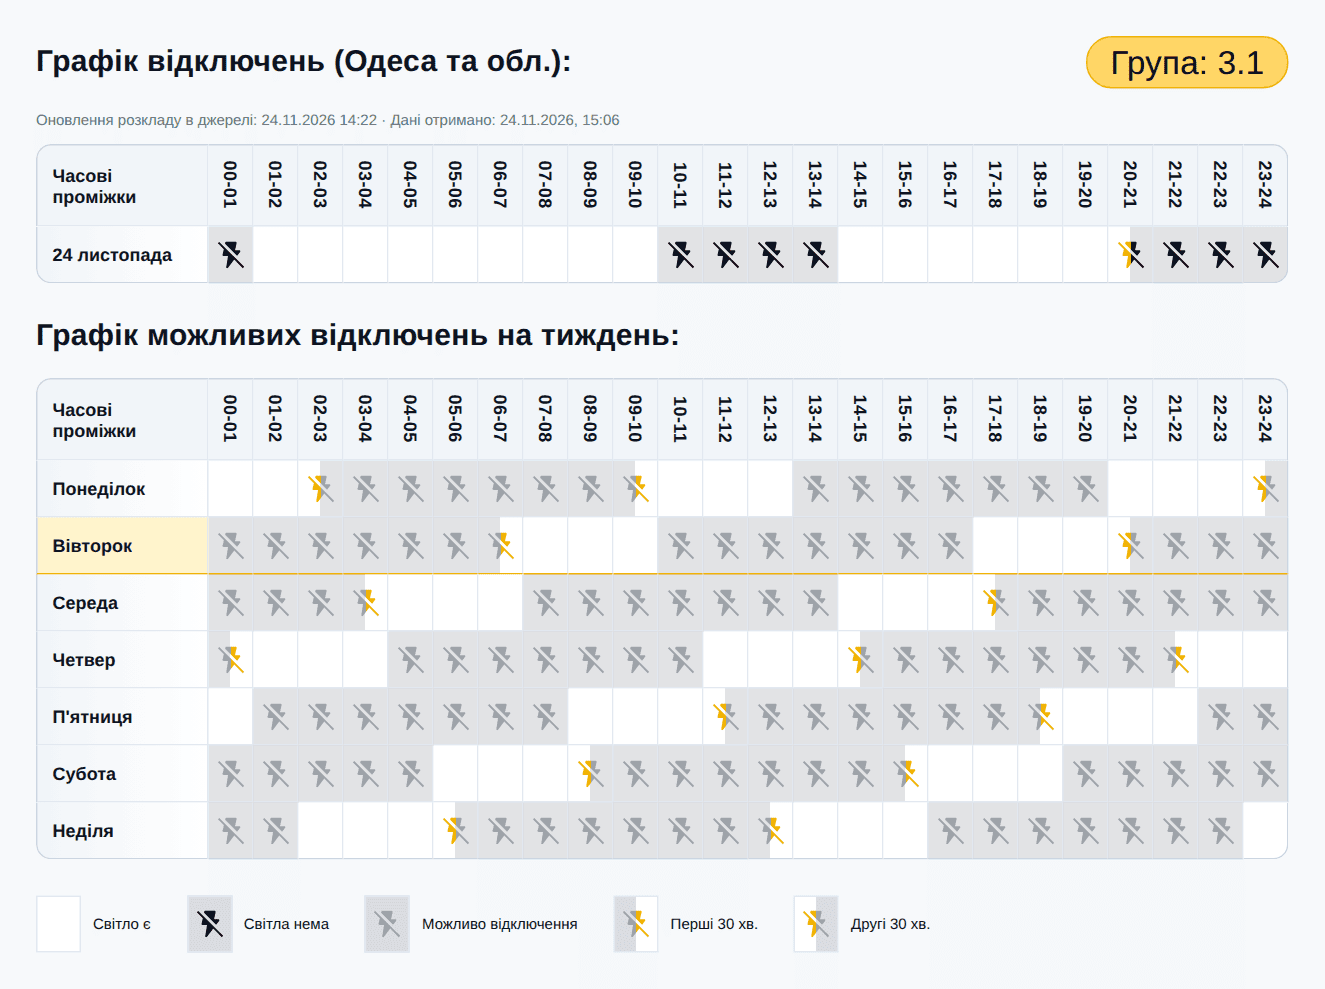 Графік відключень (Одеса та обл.):
Група: 3.1
Оновлення розкладу в джерелі: 24.11.2026 14:22 · Дані отримано: 24.11.2026, 15:06
Часові проміжки 00-01 01-02 02-03 03-04 04-05 05-06 06-07 07-08 08-09 09-10 10-11 11-12 12-13 13-14 14-15 15-16 16-17 17-18 18-19 19-20 20-21 21-22 22-23 23-24
24 листопада
Графік можливих відключень на тиждень:
Часові проміжки 00-01 01-02 02-03 03-04 04-05 05-06 06-07 07-08 08-09 09-10 10-11 11-12 12-13 13-14 14-15 15-16 16-17 17-18 18-19 19-20 20-21 21-22 22-23 23-24
Понеділок
Вівторок
Середа
Четвер
П'ятниця
Субота
Неділя
Світло є Світла нема Можливо відключення Перші 30 хв. Другі 30 хв.